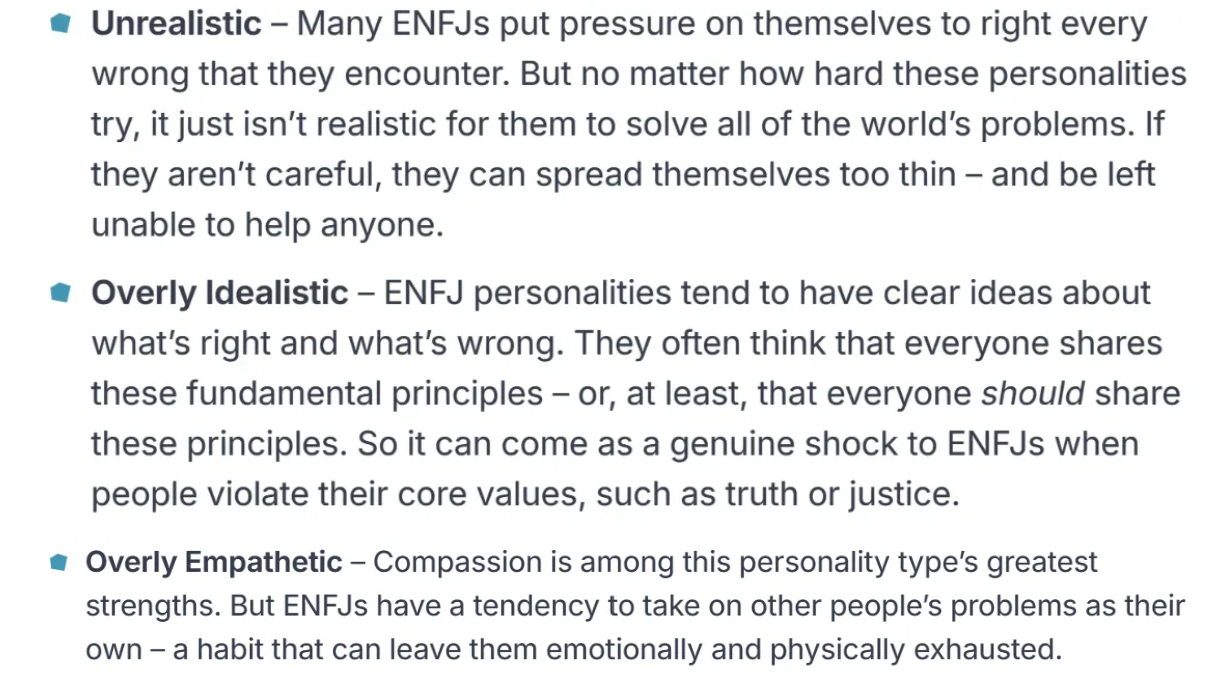 Unrealistic – Many ENFJs put pressure on themselves to right every
wrong that they encounter. But no matter how hard these personalities
try, it just isn’t realistic for them to solve all of the world’s problems. If
they aren’t careful, they can spread themselves too thin – and be left
unable to help anyone.
Overly Idealistic – ENFJ personalities tend to have clear ideas about
what’s right and what’s wrong. They often think that everyone shares
these fundamental principles – or, at least, that everyone should share
these principles. So it can come as a genuine shock to ENFJs when
people violate their core values, such as truth or justice.
Overly Empathetic – Compassion is among this personality type’s greatest
strengths. But ENFJs have a tendency to take on other people’s problems as their
own – a habit that can leave them emotionally and physically exhausted.